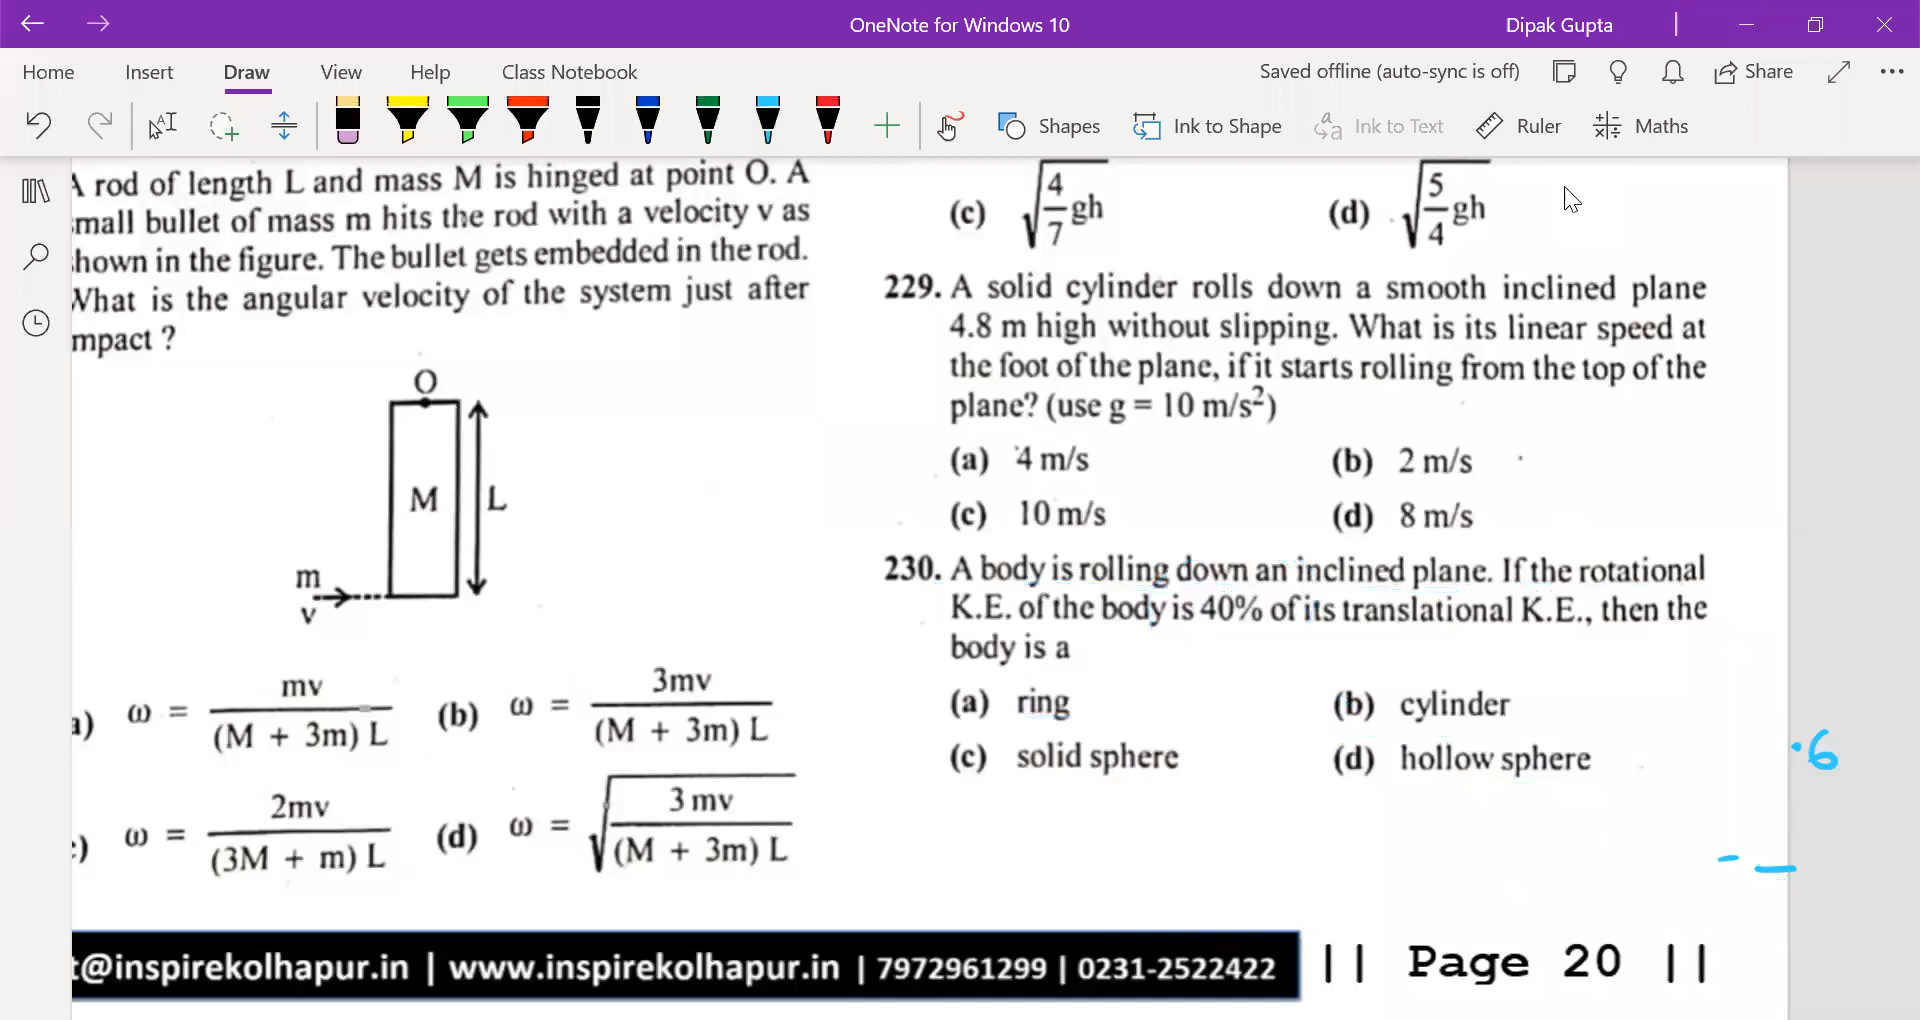 OneNote for Windows 10
Dipak Gupta
Home Insert Draw View Help Class Notebook
Saved offline (auto-sync is off)
Share
Shapes
Ink to Shape
Ink to Text
Ruler
Maths
A rod of length L and mass M is hinged at point O. A
small bullet of mass m hits the rod with a velocity v as
shown in the figure. The bullet gets embedded in the rod.
What is the angular velocity of the system just after
mpact ?
O
M
L
m
v
a) ω = mv / (M + 3m) L
(b) ω = 3mv / (M + 3m) L
c) ω = 2mv / (3M + m) L
(d) ω = √(3 mv / (M + 3m) L)
(c) √(4/7 gh)
(d) √(5/4 gh)
229. A solid cylinder rolls down a smooth inclined plane
4.8 m high without slipping. What is its linear speed at
the foot of the plane, if it starts rolling from the top of the
plane? (use g = 10 m/s²)
(a) 4 m/s (b) 2 m/s
(c) 10 m/s (d) 8 m/s
230. A body is rolling down an inclined plane. If the rotational
K.E. of the body is 40% of its translational K.E., then the
body is a
(a) ring (b) cylinder
(c) solid sphere (d) hollow sphere
·6
t@inspirekolhapur.in | www.inspirekolhapur.in | 7972961299 | 0231-2522422
|| Page 20 ||